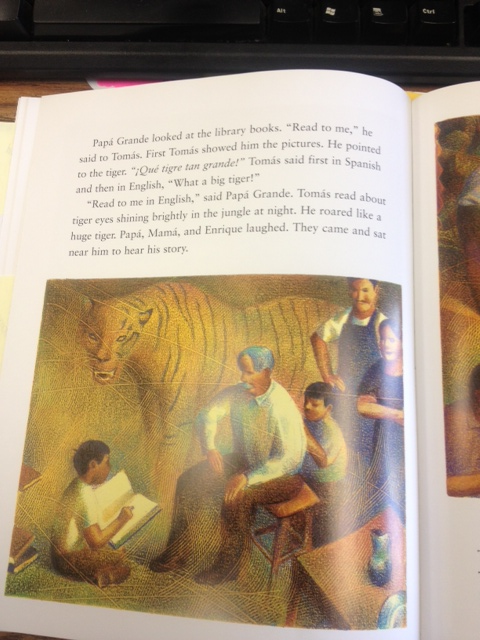 Alt
Ctrl
Papá Grande looked at the library books. “Read to me,” he
said to Tomás. First Tomás showed him the pictures. He pointed
to the tiger. “¡Qué tigre tan grande!” Tomás said first in Spanish
and then in English, “What a big tiger!”
“Read to me in English,” said Papá Grande. Tomás read about
tiger eyes shining brightly in the jungle at night. He roared like a
huge tiger. Papá, Mamá, and Enrique laughed. They came and sat
near him to hear his story.